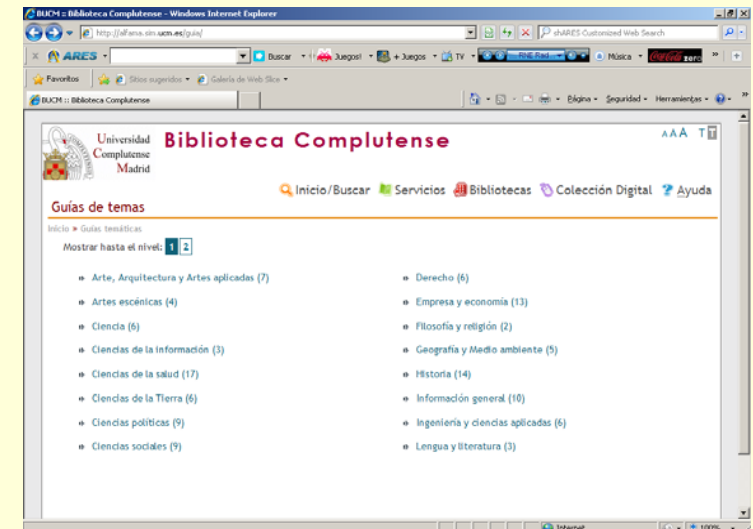 BUCM :: Biblioteca Complutense - Windows Internet Explorer
http://alfama.sim.ucm.es/guia/
shARES Customized Web Search
ARES
Buscar
Juegos!
+ Juegos
TV
RNE Rad
Música
Coca-Cola zero
Favoritos
Sitios sugeridos
Galería de Web Slice
BUCM :: Biblioteca Complutense
Página
Seguridad
Herramientas
Universidad
Complutense
Madrid
Biblioteca Complutense
AAA T T
Inicio/Buscar Servicios Bibliotecas Colección Digital Ayuda
Guías de temas
Inicio » Guías temáticas
Mostrar hasta el nivel: 1 2
Arte, Arquitectura y Artes aplicadas (7)
Artes escénicas (4)
Ciencia (6)
Ciencias de la información (3)
Ciencias de la salud (17)
Ciencias de la Tierra (6)
Ciencias políticas (9)
Ciencias sociales (9)
Derecho (6)
Empresa y economía (13)
Filosofía y religión (2)
Geografía y Medio ambiente (5)
Historia (14)
Información general (10)
Ingeniería y ciencias aplicadas (6)
Lengua y literatura (3)
Internet
100%